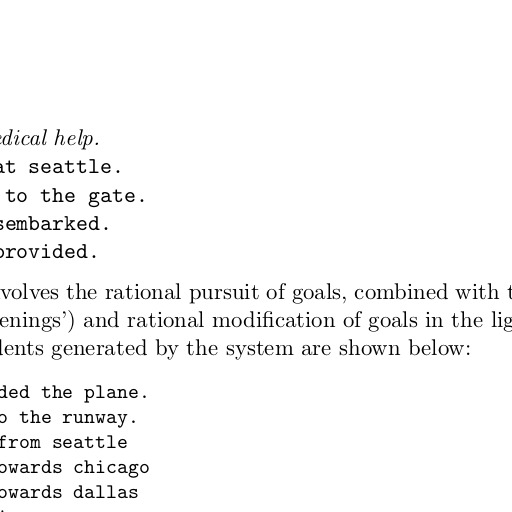 edical help.
at seattle.
to the gate.
sembarked.
provided.
volves the rational pursuit of goals, combined with t
enings') and rational modification of goals in the lig
dents generated by the system are shown below:
ded the plane.
o the runway.
from seattle
owards chicago
owards dallas